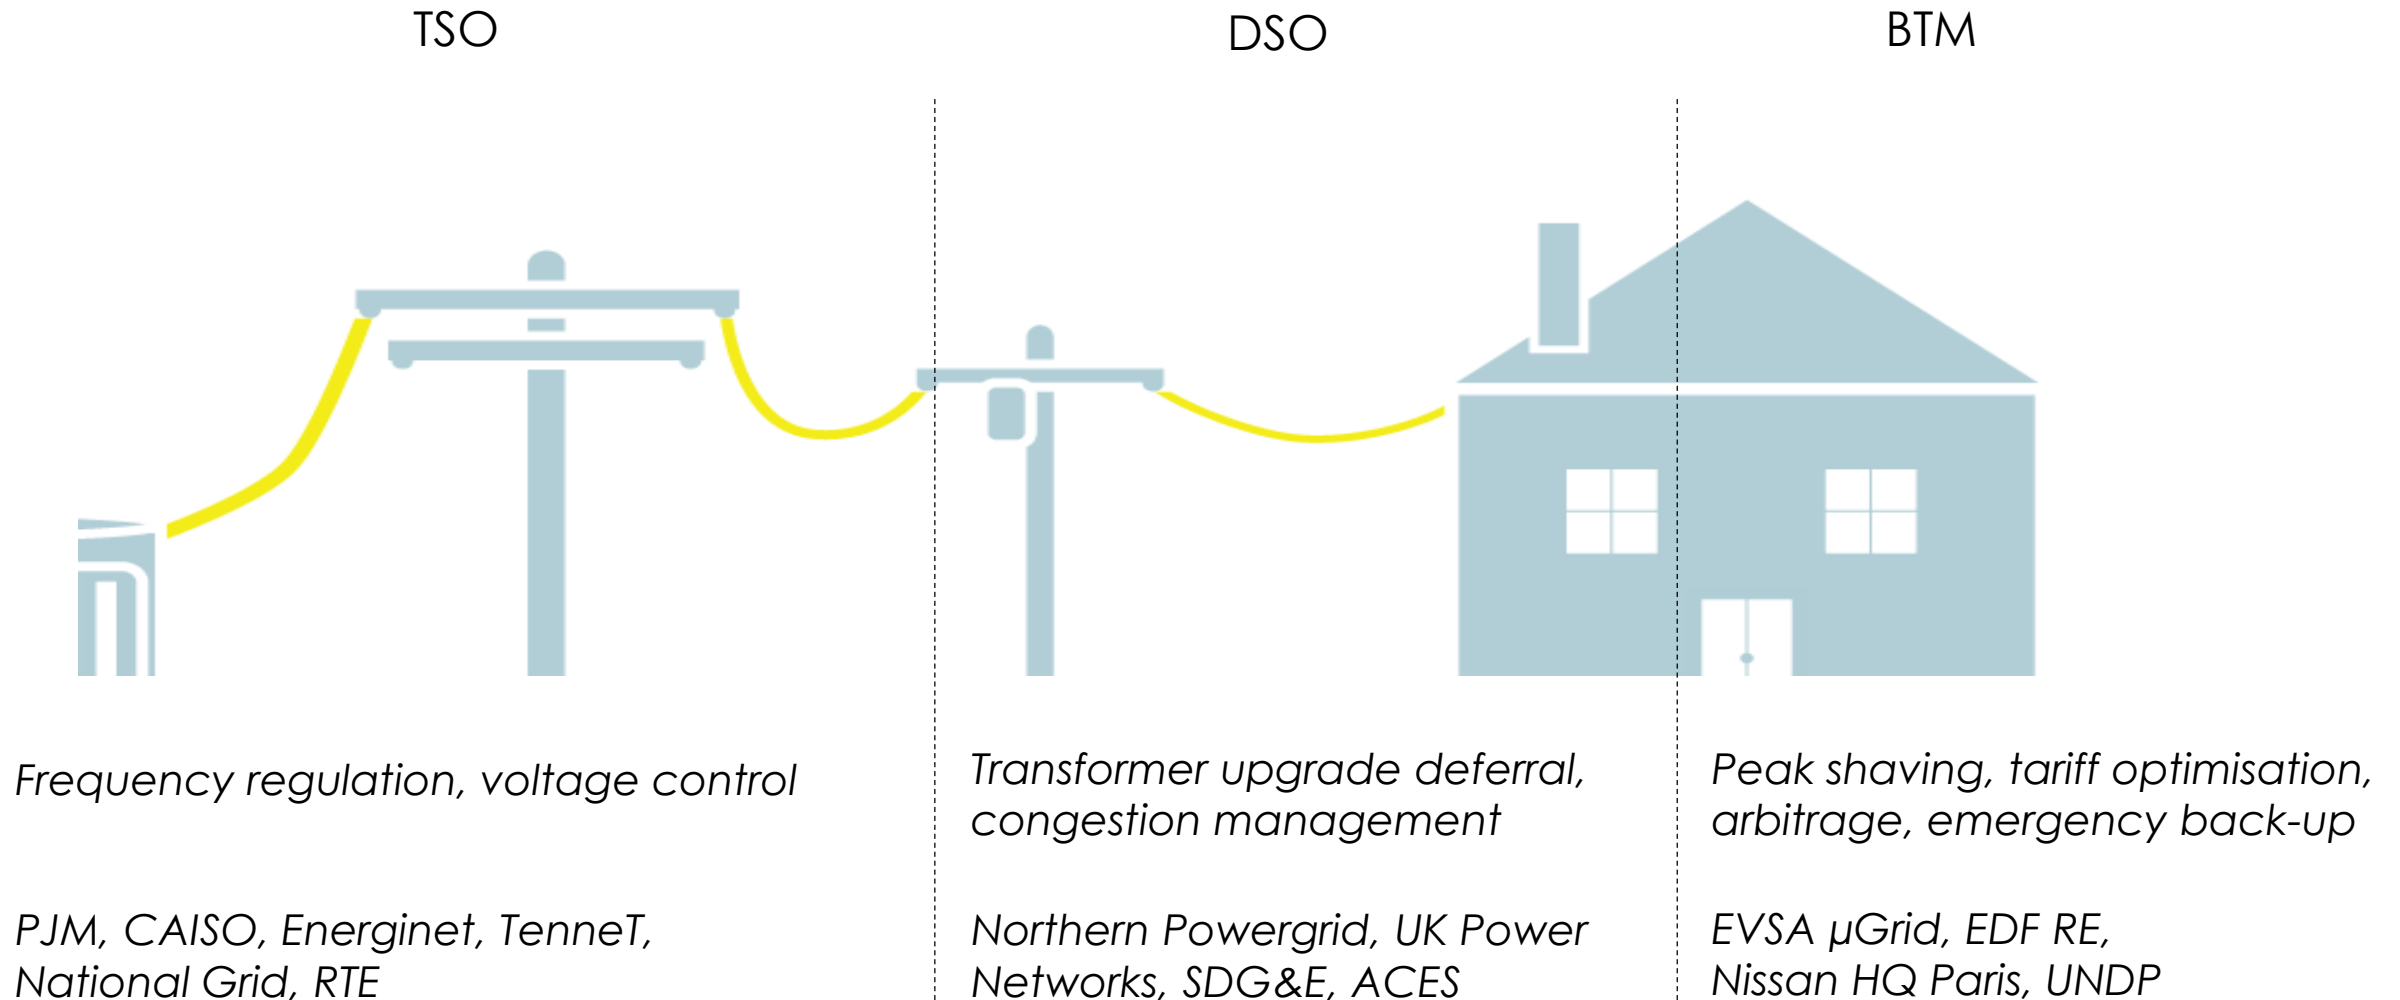 TSO
DSO
BTM
Frequency regulation, voltage control
Transformer upgrade deferral,
congestion management
Peak shaving, tariff optimisation,
arbitrage, emergency back-up
PJM, CAISO, Energinet, TenneT,
National Grid, RTE
Northern Powergrid, UK Power
Networks, SDG&E, ACES
EVSA µGrid, EDF RE,
Nissan HQ Paris, UNDP